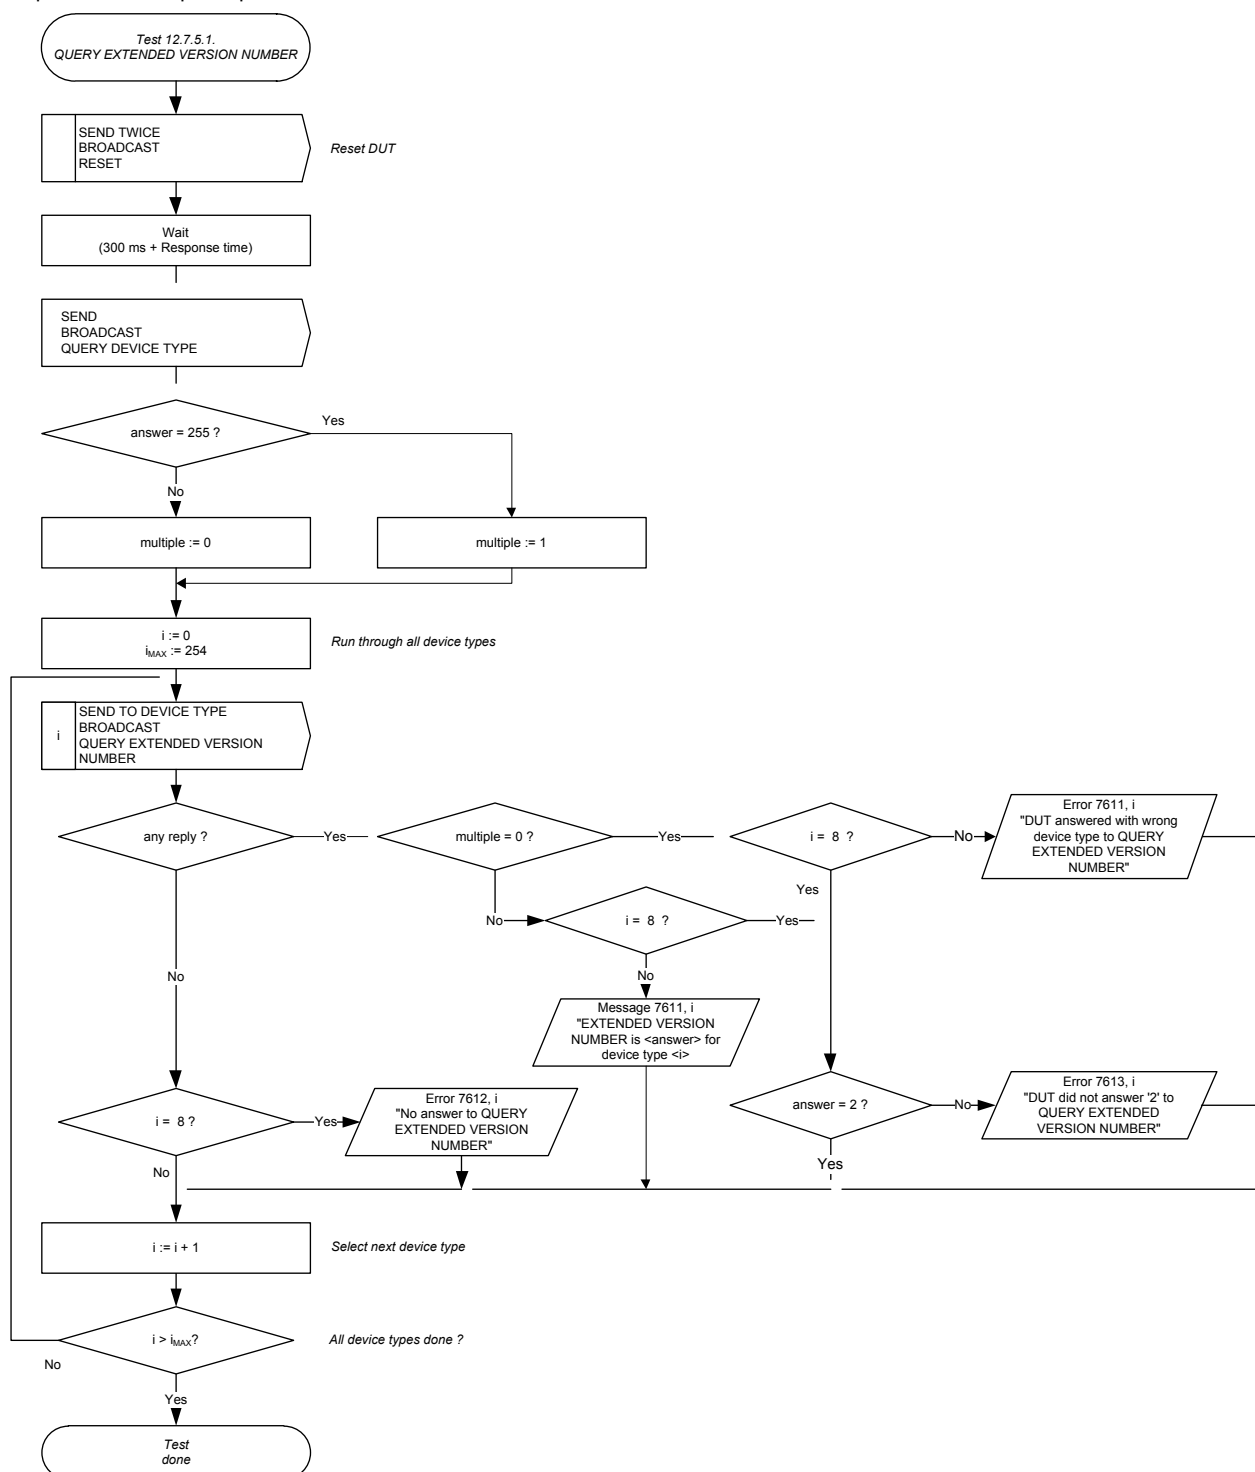 Test 12.7.5.1.
QUERY EXTENDED VERSION NUMBER
SEND TWICE
BROADCAST
RESET
Reset DUT
Wait
(300 ms + Response time)
SEND
BROADCAST
QUERY DEVICE TYPE
answer = 255 ?
Yes
No
multiple := 0
multiple := 1
i := 0
iMAX := 254
Run through all device types
i
SEND TO DEVICE TYPE
BROADCAST
QUERY EXTENDED VERSION
NUMBER
any reply ?
Yes
multiple = 0 ?
Yes
i = 8 ?
No
Error 7611, i
"DUT answered with wrong
device type to QUERY
EXTENDED VERSION
NUMBER"
Yes
No
i = 8 ?
Yes
No
No
Message 7611, i
"EXTENDED VERSION
NUMBER is <answer> for
device type <i>
i = 8 ?
Yes
Error 7612, i
"No answer to QUERY
EXTENDED VERSION
NUMBER"
answer = 2 ?
No
Error 7613, i
"DUT did not answer '2' to
QUERY EXTENDED
VERSION NUMBER"
Yes
No
i := i + 1
Select next device type
i > iMAX?
All device types done ?
No
Yes
Test
done